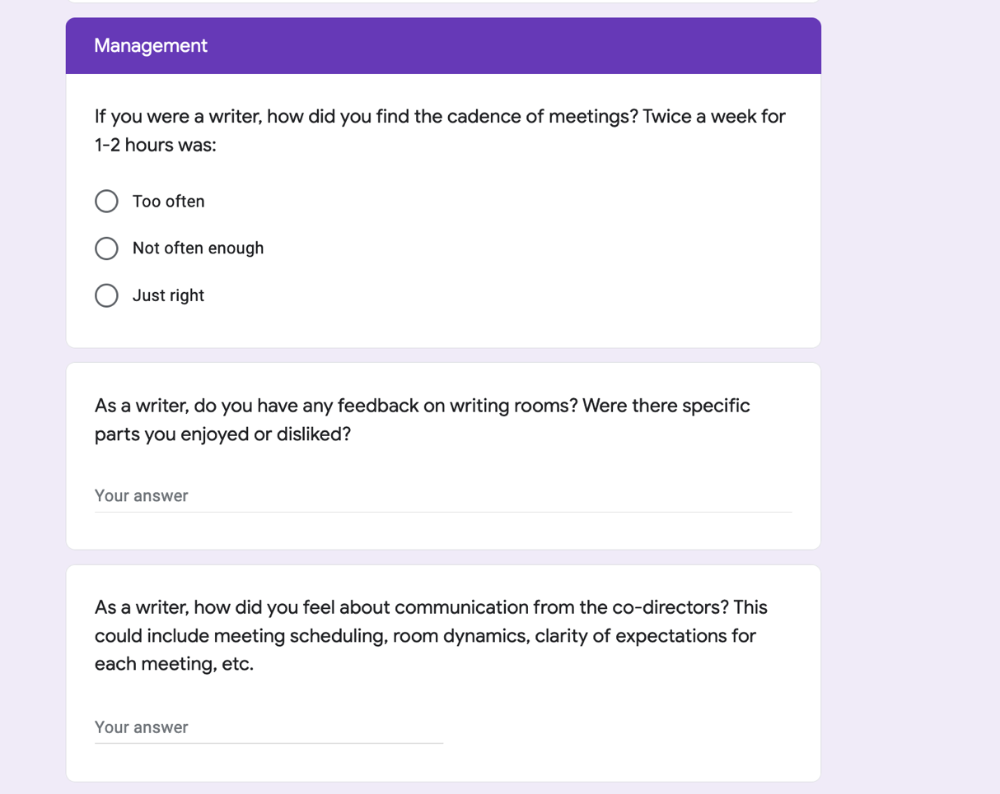 Management
If you were a writer, how did you find the cadence of meetings? Twice a week for
1-2 hours was:
Too often
Not often enough
Just right
As a writer, do you have any feedback on writing rooms? Were there specific
parts you enjoyed or disliked?
Your answer
As a writer, how did you feel about communication from the co-directors? This
could include meeting scheduling, room dynamics, clarity of expectations for
each meeting, etc.
Your answer